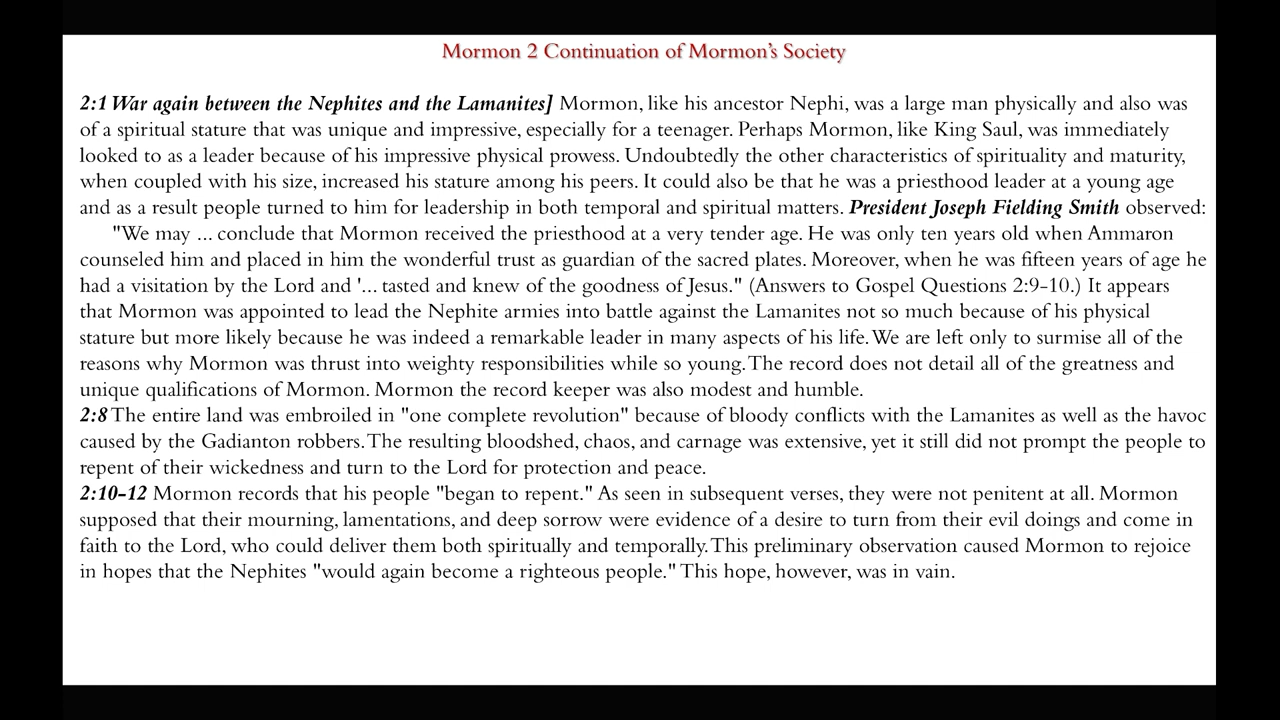 Mormon 2 Continuation of Mormon's Society
2:1 War again between the Nephites and the Lamanites] Mormon, like his ancestor Nephi, was a large man physically and also was
of a spiritual stature that was unique and impressive, especially for a teenager. Perhaps Mormon, like King Saul, was immediately
looked to as a leader because of his impressive physical prowess. Undoubtedly the other characteristics of spirituality and maturity,
when coupled with his size, increased his stature among his peers. It could also be that he was a priesthood leader at a young age
and as a result people turned to him for leadership in both temporal and spiritual matters. President Joseph Fielding Smith observed:
"We may ... conclude that Mormon received the priesthood at a very tender age. He was only ten years old when Ammaron
counseled him and placed in him the wonderful trust as guardian of the sacred plates. Moreover, when he was fifteen years of age he
had a visitation by the Lord and '... tasted and knew of the goodness of Jesus." (Answers to Gospel Questions 2:9-10.) It appears
that Mormon was appointed to lead the Nephite armies into battle against the Lamanites not so much because of his physical
stature but more likely because he was indeed a remarkable leader in many aspects of his life. We are left only to surmise all of the
reasons why Mormon was thrust into weighty responsibilities while so young. The record does not detail all of the greatness and
unique qualifications of Mormon. Mormon the record keeper was also modest and humble.
2:8 The entire land was embroiled in "one complete revolution" because of bloody conflicts with the Lamanites as well as the havoc
caused by the Gadianton robbers. The resulting bloodshed, chaos, and carnage was extensive, yet it still did not prompt the people to
repent of their wickedness and turn to the Lord for protection and peace.
2:10-12 Mormon records that his people "began to repent." As seen in subsequent verses, they were not penitent at all. Mormon
supposed that their mourning, lamentations, and deep sorrow were evidence of a desire to turn from their evil doings and come in
faith to the Lord, who could deliver them both spiritually and temporally. This preliminary observation caused Mormon to rejoice
in hopes that the Nephites "would again become a righteous people." This hope, however, was in vain.